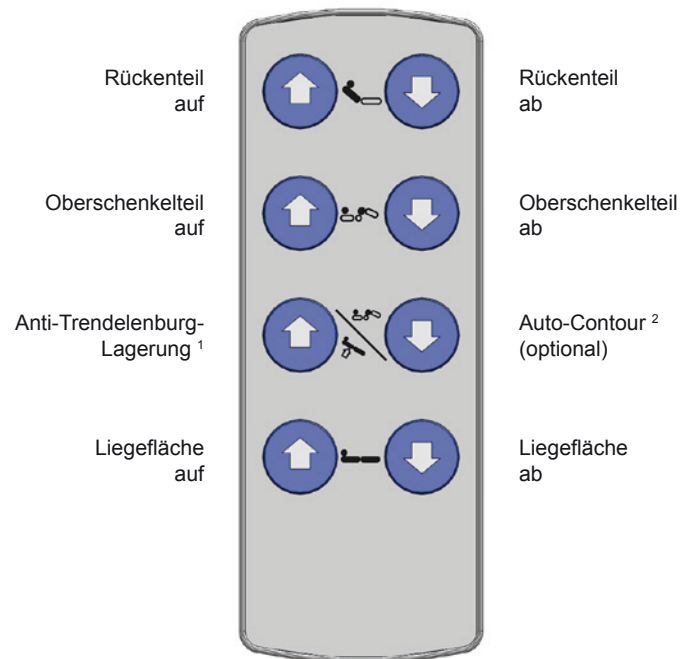 Rückenteil
auf
Rückenteil
ab
Oberschenkelteil
auf
Oberschenkelteil
ab
Anti-Trendelenburg-
Lagerung ¹
Auto-Contour ²
(optional)
Liegefläche
auf
Liegefläche
ab